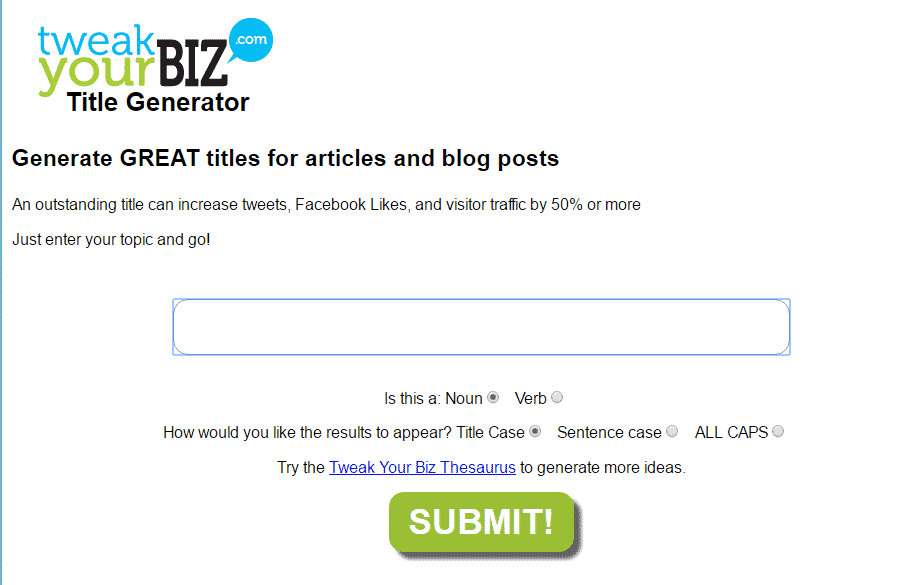 tweak
yourBIZ .com
Title Generator
Generate GREAT titles for articles and blog posts
An outstanding title can increase tweets, Facebook Likes, and visitor traffic by 50% or more
Just enter your topic and go!
Is this a: Noun Verb
How would you like the results to appear? Title Case Sentence case ALL CAPS
Try the Tweak Your Biz Thesaurus to generate more ideas.
SUBMIT!